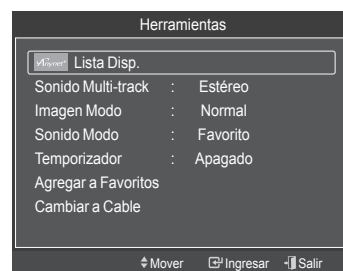 Herramientas
Anynet+ Lista Disp.
Sonido Multi-track : Estéreo
Imagen Modo : Normal
Sonido Modo : Favorito
Temporizador : Apagado
Agregar a Favoritos
Cambiar a Cable
Mover Ingresar Salir